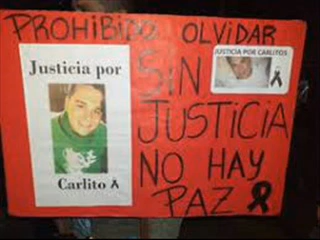 PROHIBIDO OLVIDAR
JUSTICIA POR CARLITOS
Justicia por
Carlito
SIN
JUSTICIA
NO HAY
PAZ